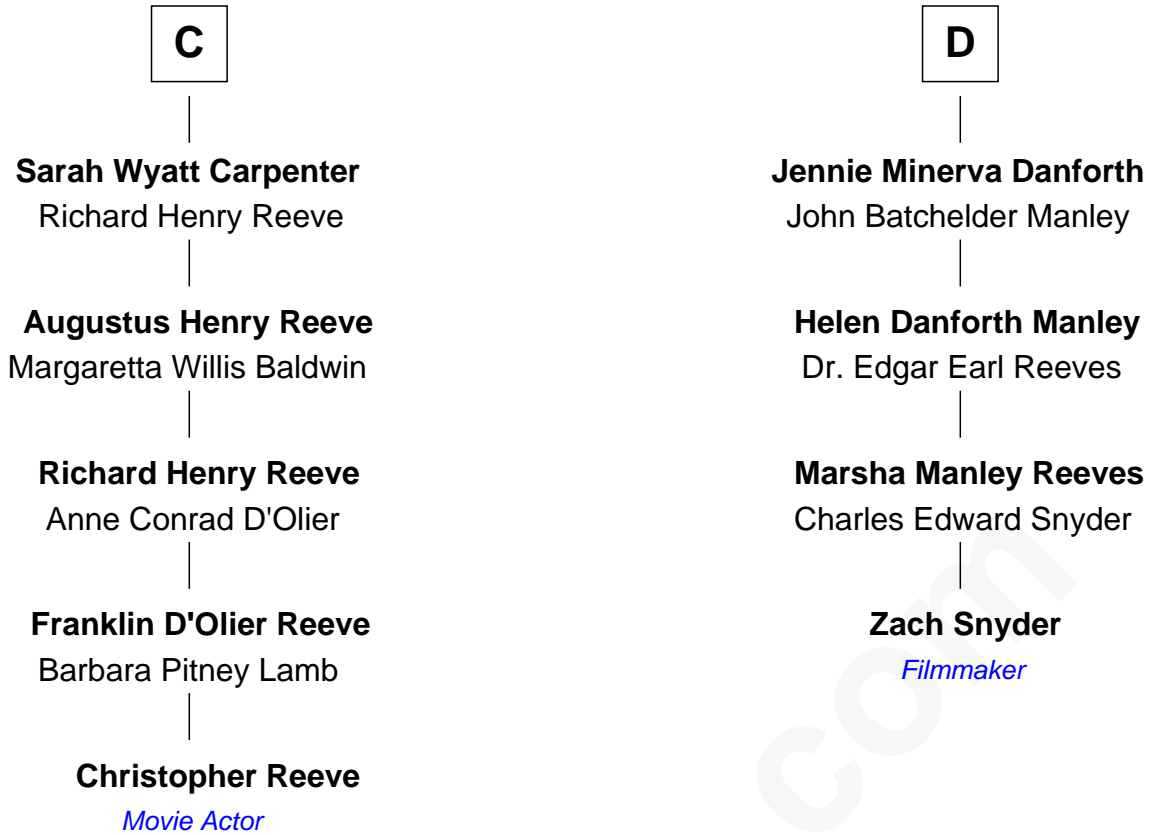 C
Sarah Wyatt Carpenter
Richard Henry Reeve
Augustus Henry Reeve
Margaretta Willis Baldwin
Richard Henry Reeve
Anne Conrad D'Olier
Franklin D'Olier Reeve
Barbara Pitney Lamb
Christopher Reeve
Movie Actor
D
Jennie Minerva Danforth
John Batchelder Manley
Helen Danforth Manley
Dr. Edgar Earl Reeves
Marsha Manley Reeves
Charles Edward Snyder
Zach Snyder
Filmmaker
com